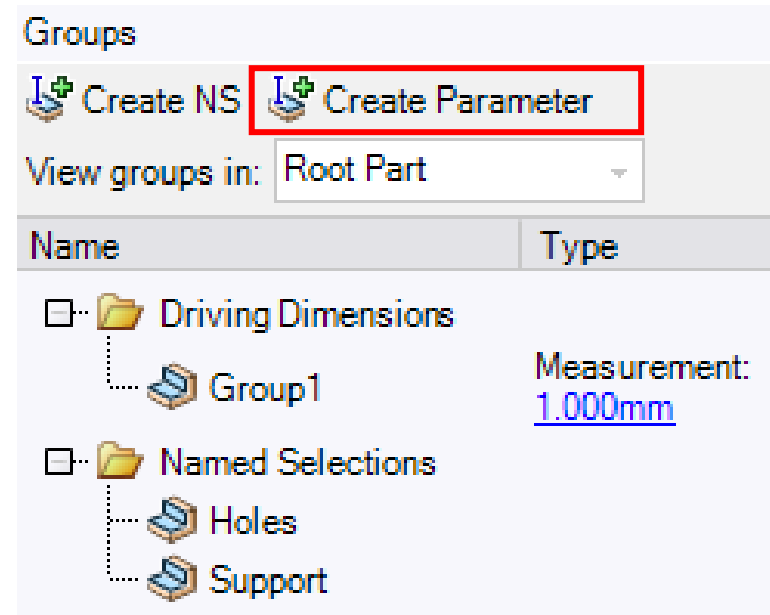 Groups
Create NS Create Parameter
View groups in: Root Part
Name Type
Driving Dimensions
Group1 Measurement: 1.000mm
Named Selections
Holes
Support